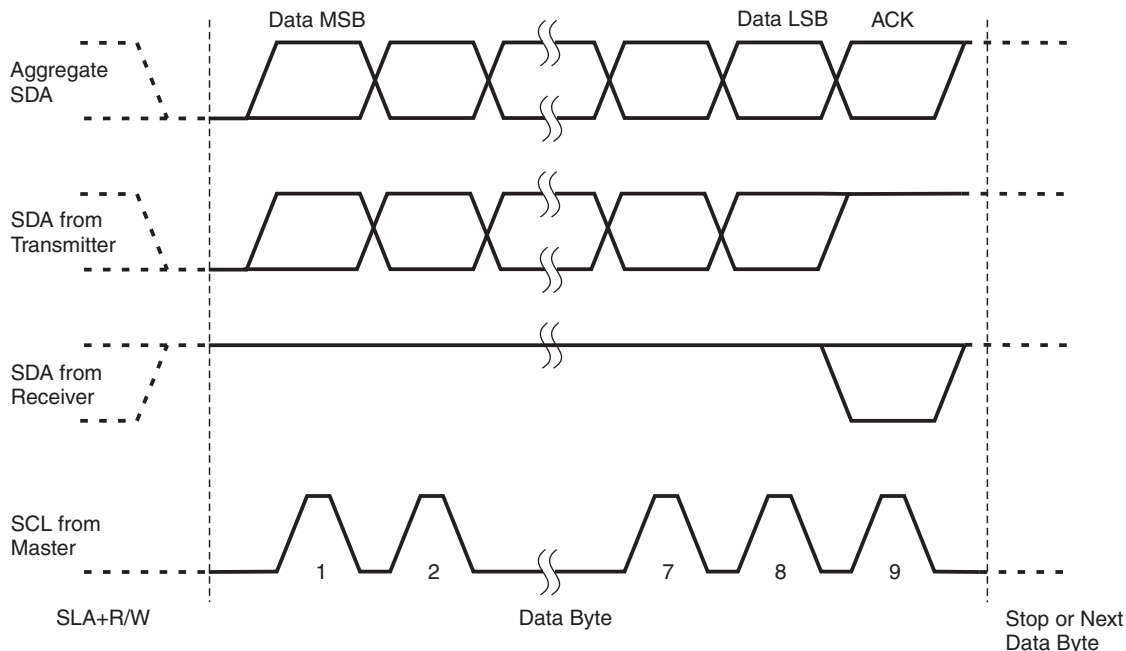 Data MSB
Data LSB
ACK
Aggregate
SDA
SDA from
Transmitter
SDA from
Receiver
SCL from
Master
1
2
7
8
9
SLA+R/W
Data Byte
Stop or Next
Data Byte